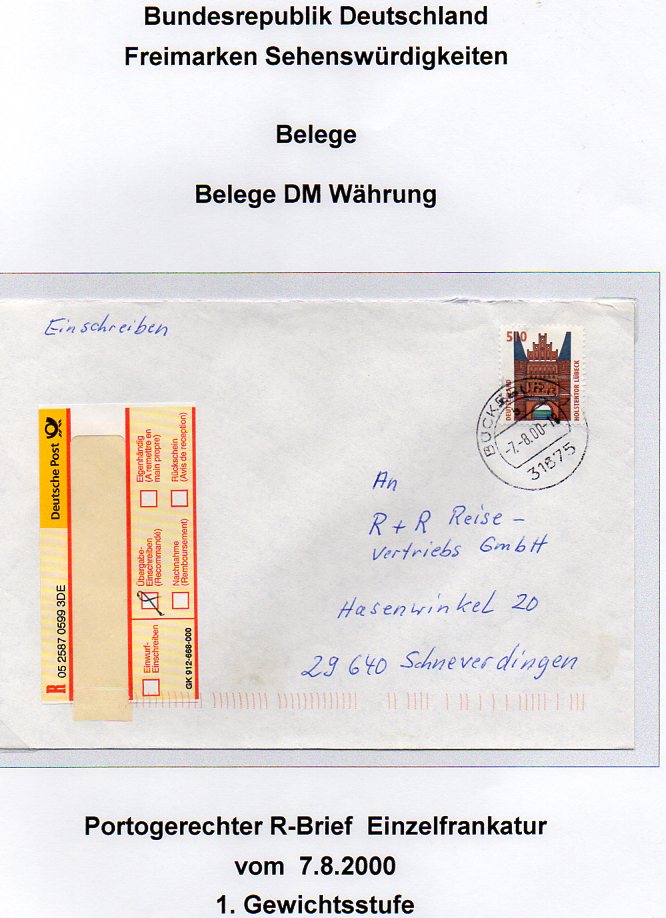 Bundesrepublik Deutschland
Freimarken Sehenswürdigkeiten
Belege
Belege DM Währung
Einschreiben
510
DEUTSCHLAND
HOLSTENTOR LÜBECK
BÜCKEBURG
-7.-8.00-
31675
Deutsche Post
R 05 2587 0599 3DE
Eigenhändig
(A remettre en
main propre)
Rückschein
(Avis de reception)
Übergabe-
Einschreiben
(Recommandé)
Nachnahme
(Remboursement)
Einwurf-
Einschreiben
GK 912-668-000
An
R+R Reise-
vertriebs GmbH
Hasenwinkel 20
29640 Schneverdingen
Portogerechter R-Brief Einzelfrankatur
vom 7.8.2000
1. Gewichtsstufe